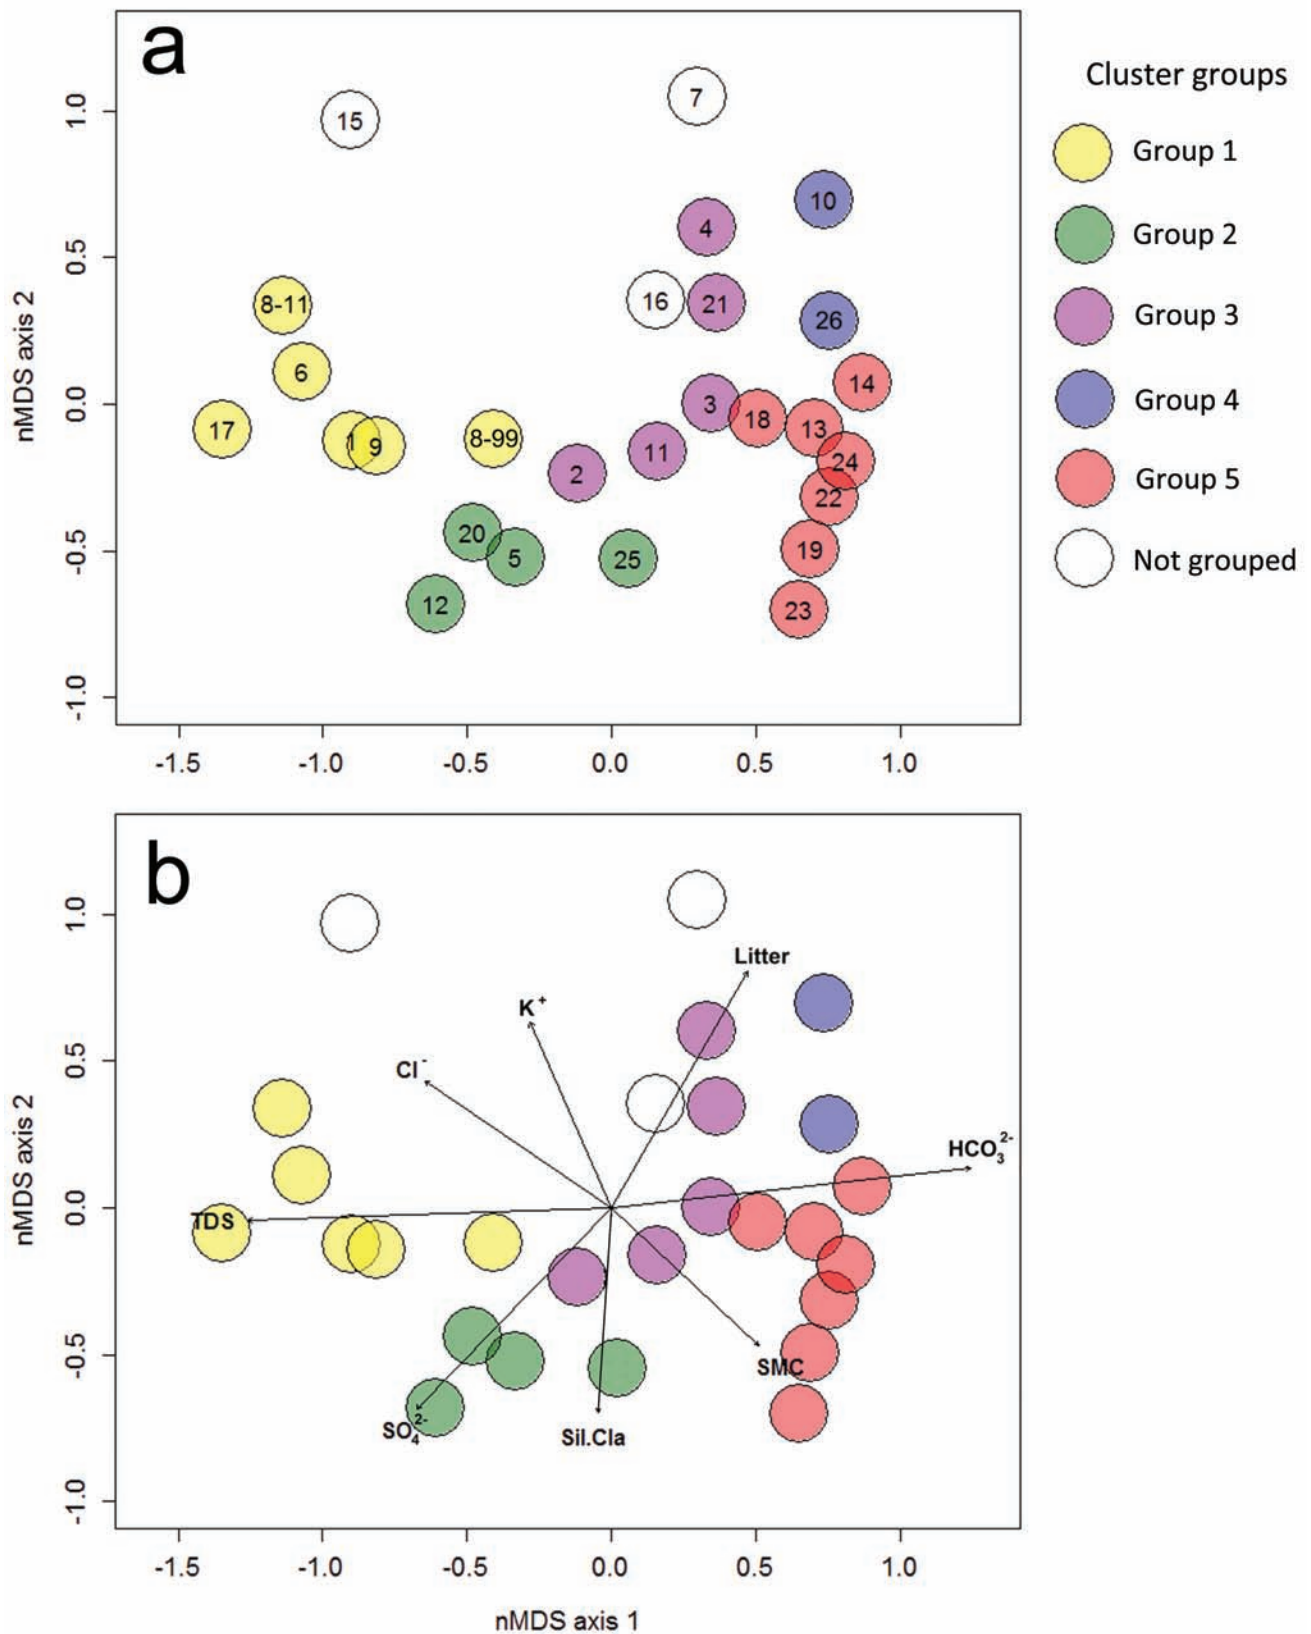 a
Cluster groups
Group 1
Group 2
Group 3
Group 4
Group 5
Not grouped
nMDS axis 2
1.0
0.5
0.0
-0.5
-1.0
15
7
10
4
16
21
26
8-11
6
14
17
1
9
8-99
3
18
13
2
11
24
22
20
5
25
19
12
23
-1.5
-1.0
-0.5
0.0
0.5
1.0
b
nMDS axis 2
1.0
0.5
0.0
-0.5
-1.0
Litter
K⁺
Cl⁻
HCO₃²⁻
TDS
SMC
SO₄²⁻
Sil.Cla
-1.5
-1.0
-0.5
0.0
0.5
1.0
nMDS axis 1